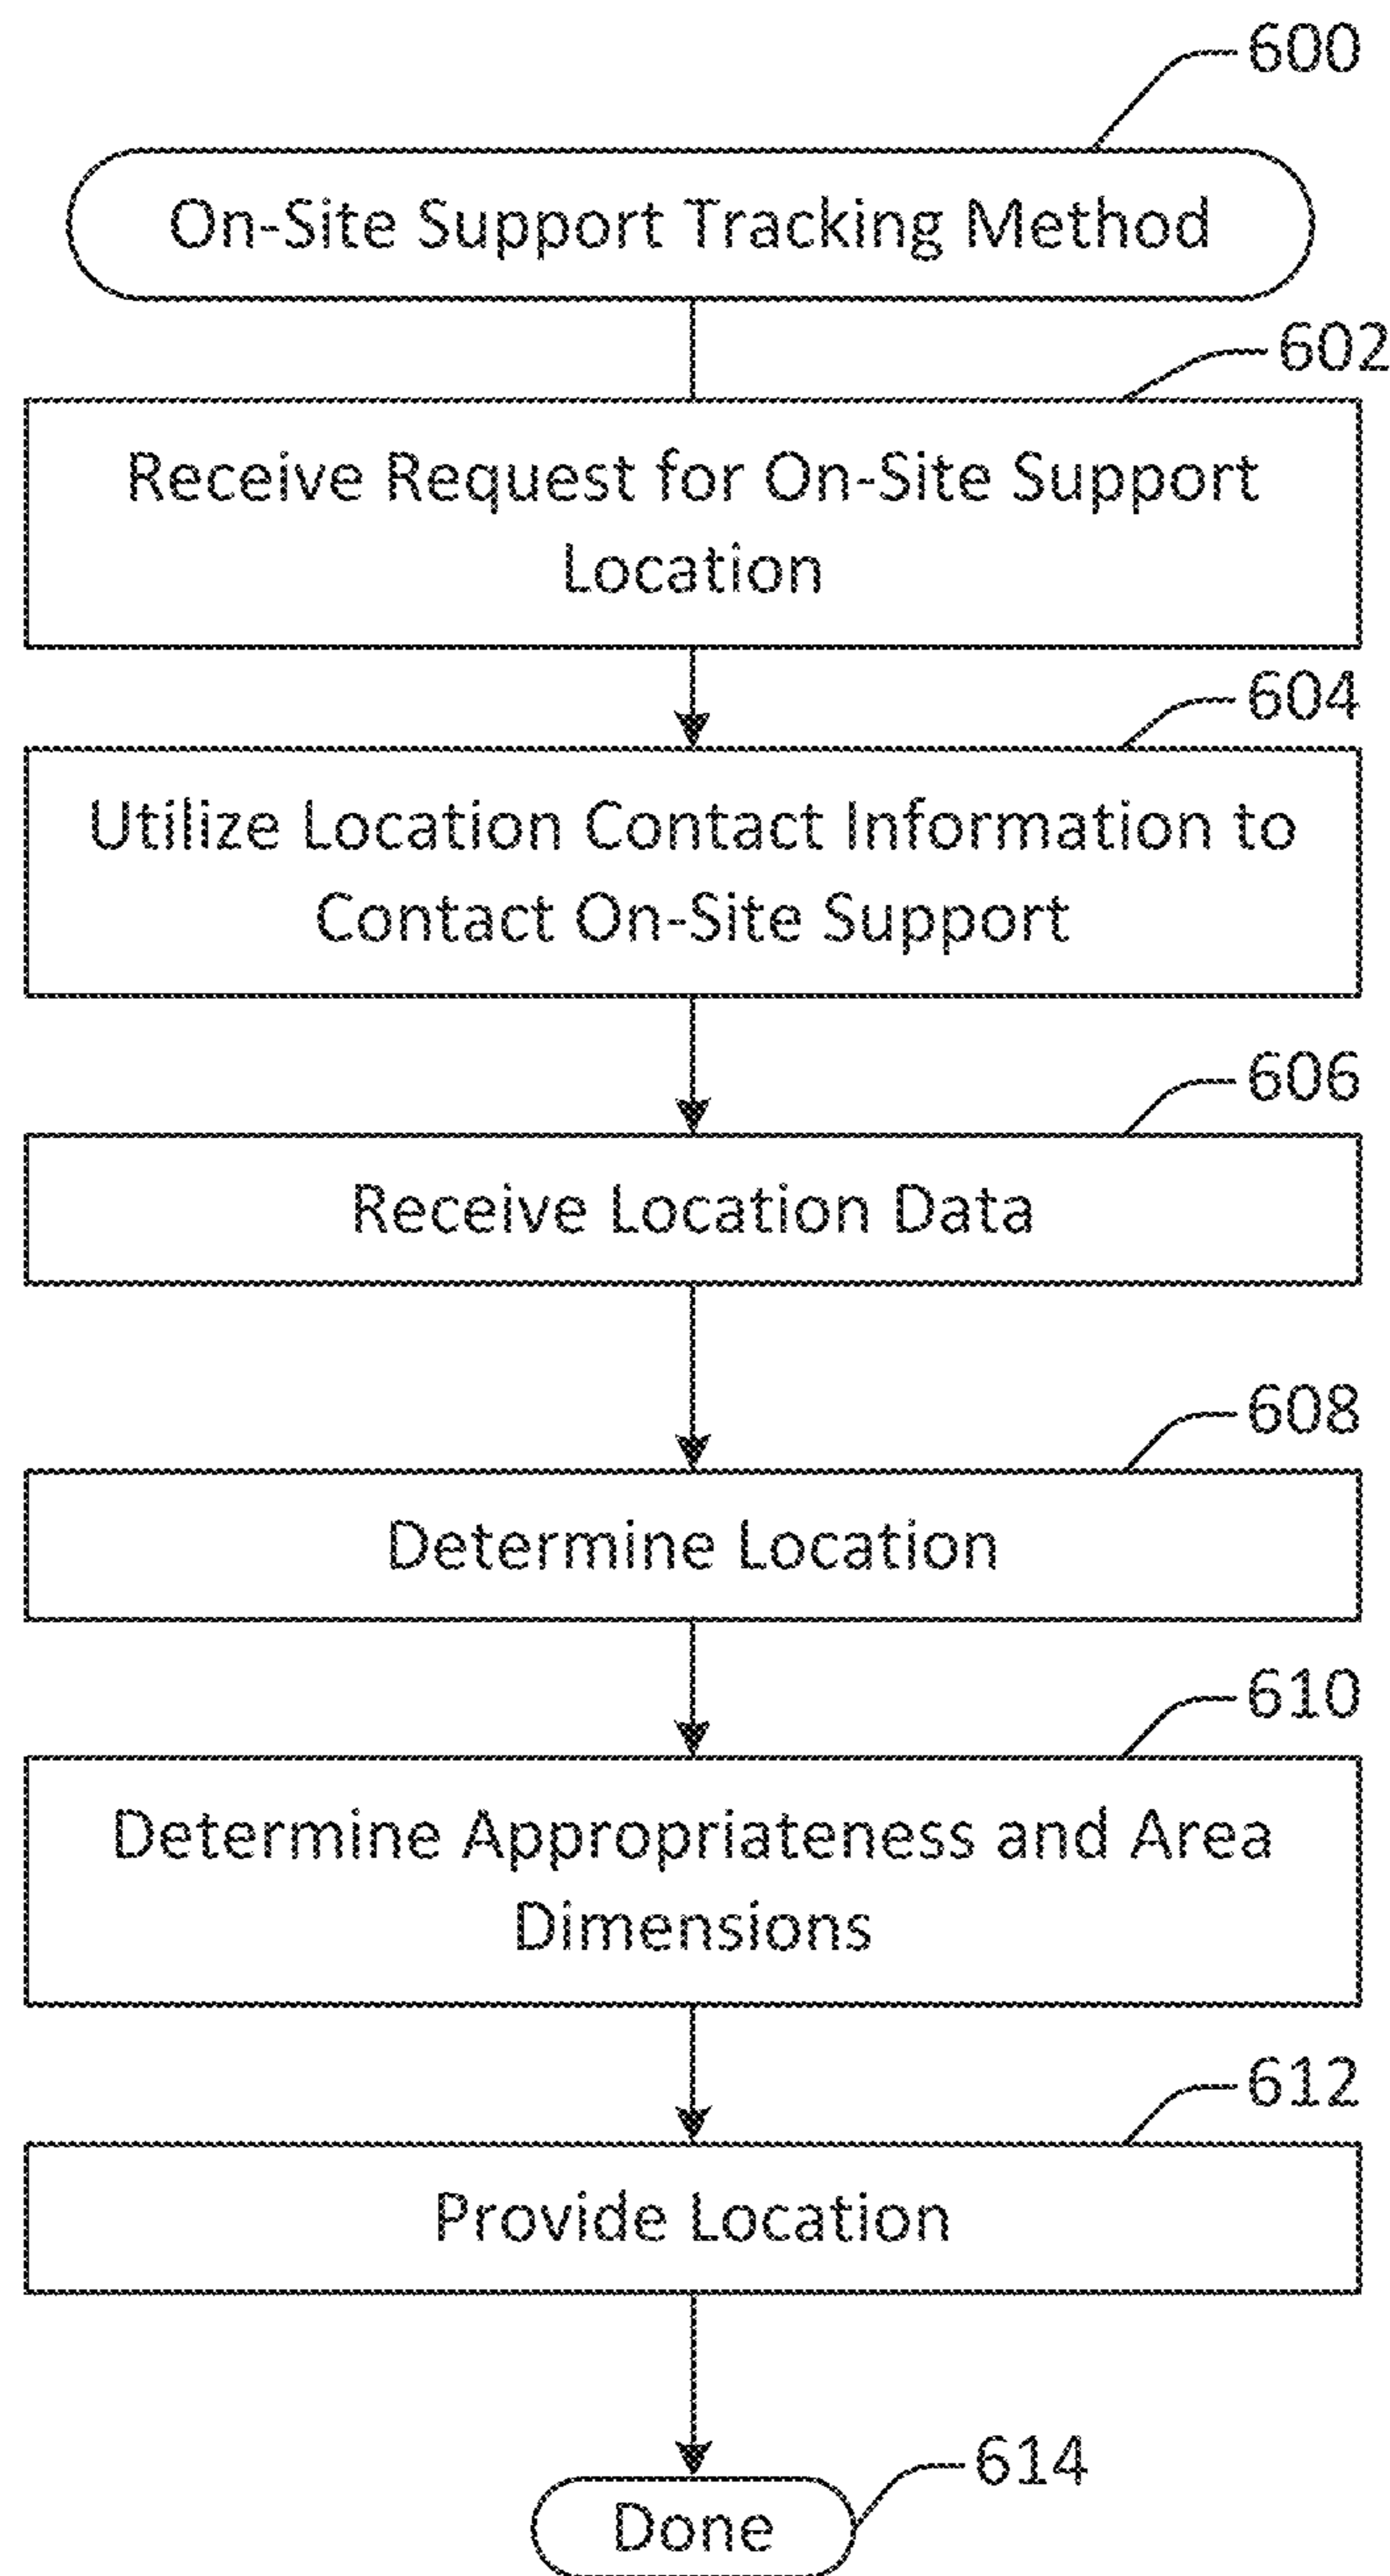 600
On-Site Support Tracking Method
602
Receive Request for On-Site Support
Location
604
Utilize Location Contact Information to
Contact On-Site Support
606
Receive Location Data
608
Determine Location
610
Determine Appropriateness and Area
Dimensions
612
Provide Location
614
Done